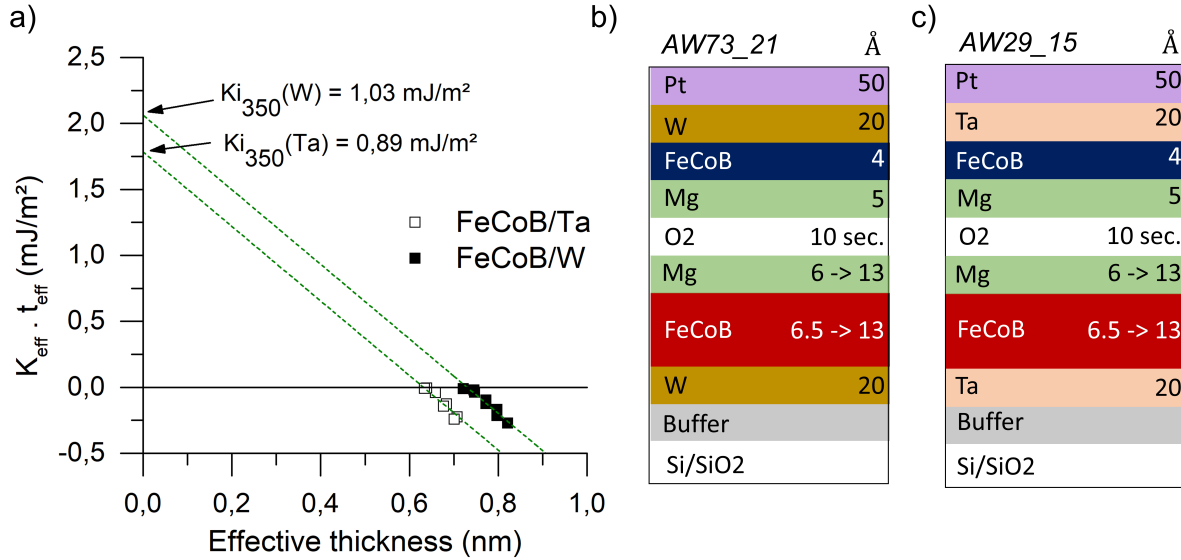 a)
2,5
2,0
1,5
1,0
0,5
0,0
-0,5
K_eff · t_eff (mJ/m²)
Ki_350(W) = 1,03 mJ/m²
Ki_350(Ta) = 0,89 mJ/m²
FeCoB/Ta
FeCoB/W
0,0 0,2 0,4 0,6 0,8 1,0
Effective thickness (nm)
b)
AW73_21 Å
Pt 50
W 20
FeCoB 4
Mg 5
O2 10 sec.
Mg 6 -> 13
FeCoB 6.5 -> 13
W 20
Buffer
Si/SiO2
c)
AW29_15 Å
Pt 50
Ta 20
FeCoB 4
Mg 5
O2 10 sec.
Mg 6 -> 13
FeCoB 6.5 -> 13
Ta 20
Buffer
Si/SiO2